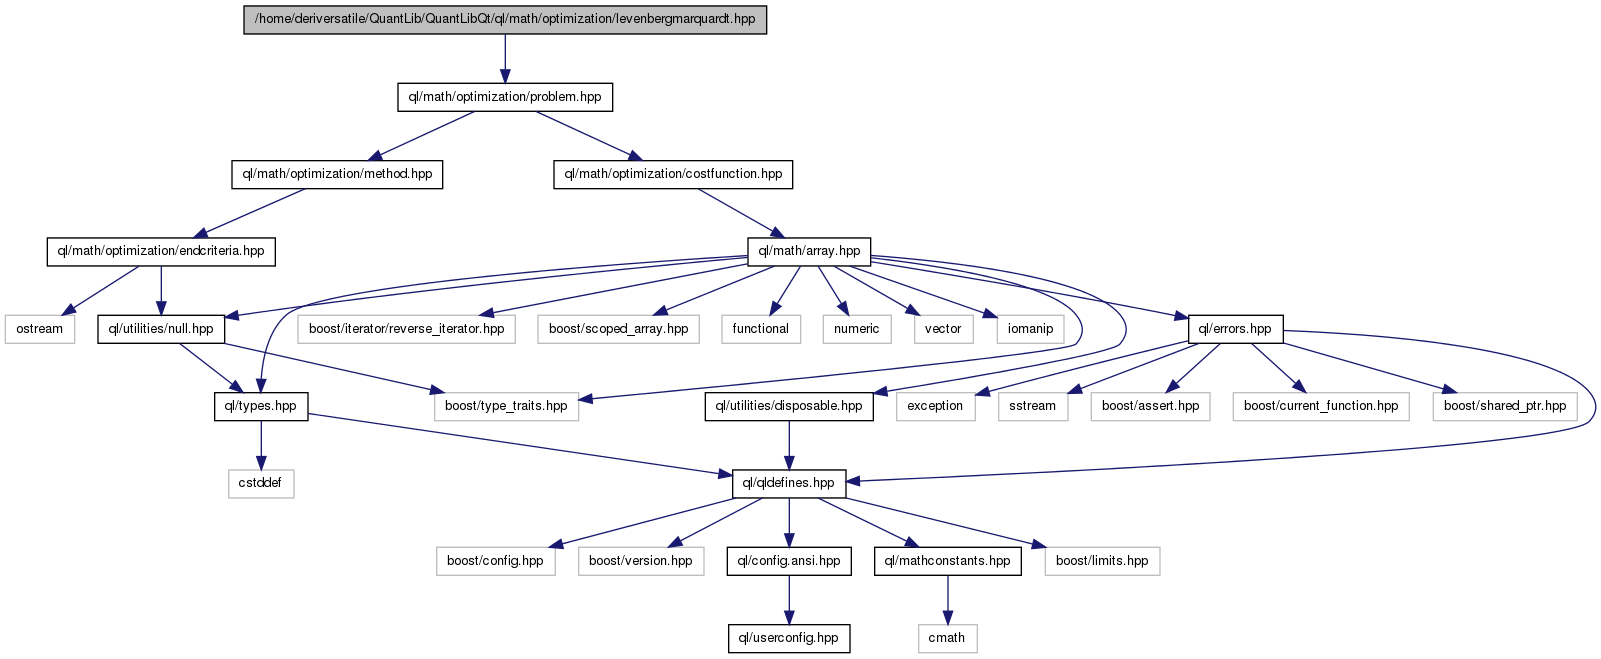 /home/deriversatile/QuantLib/QuantLibQt/ql/math/optimization/levenbergmarquardt.hpp
ql/math/optimization/problem.hpp
ql/math/optimization/method.hpp
ql/math/optimization/costfunction.hpp
ql/math/optimization/endcriteria.hpp
ql/math/array.hpp
ostream
ql/utilities/null.hpp
boost/iterator/reverse_iterator.hpp
boost/scoped_array.hpp
functional
numeric
vector
iomanip
ql/errors.hpp
ql/types.hpp
boost/type_traits.hpp
ql/utilities/disposable.hpp
exception
sstream
boost/assert.hpp
boost/current_function.hpp
boost/shared_ptr.hpp
cstddef
ql/qldefines.hpp
boost/config.hpp
boost/version.hpp
ql/config.ansi.hpp
ql/mathconstants.hpp
boost/limits.hpp
ql/userconfig.hpp
cmath